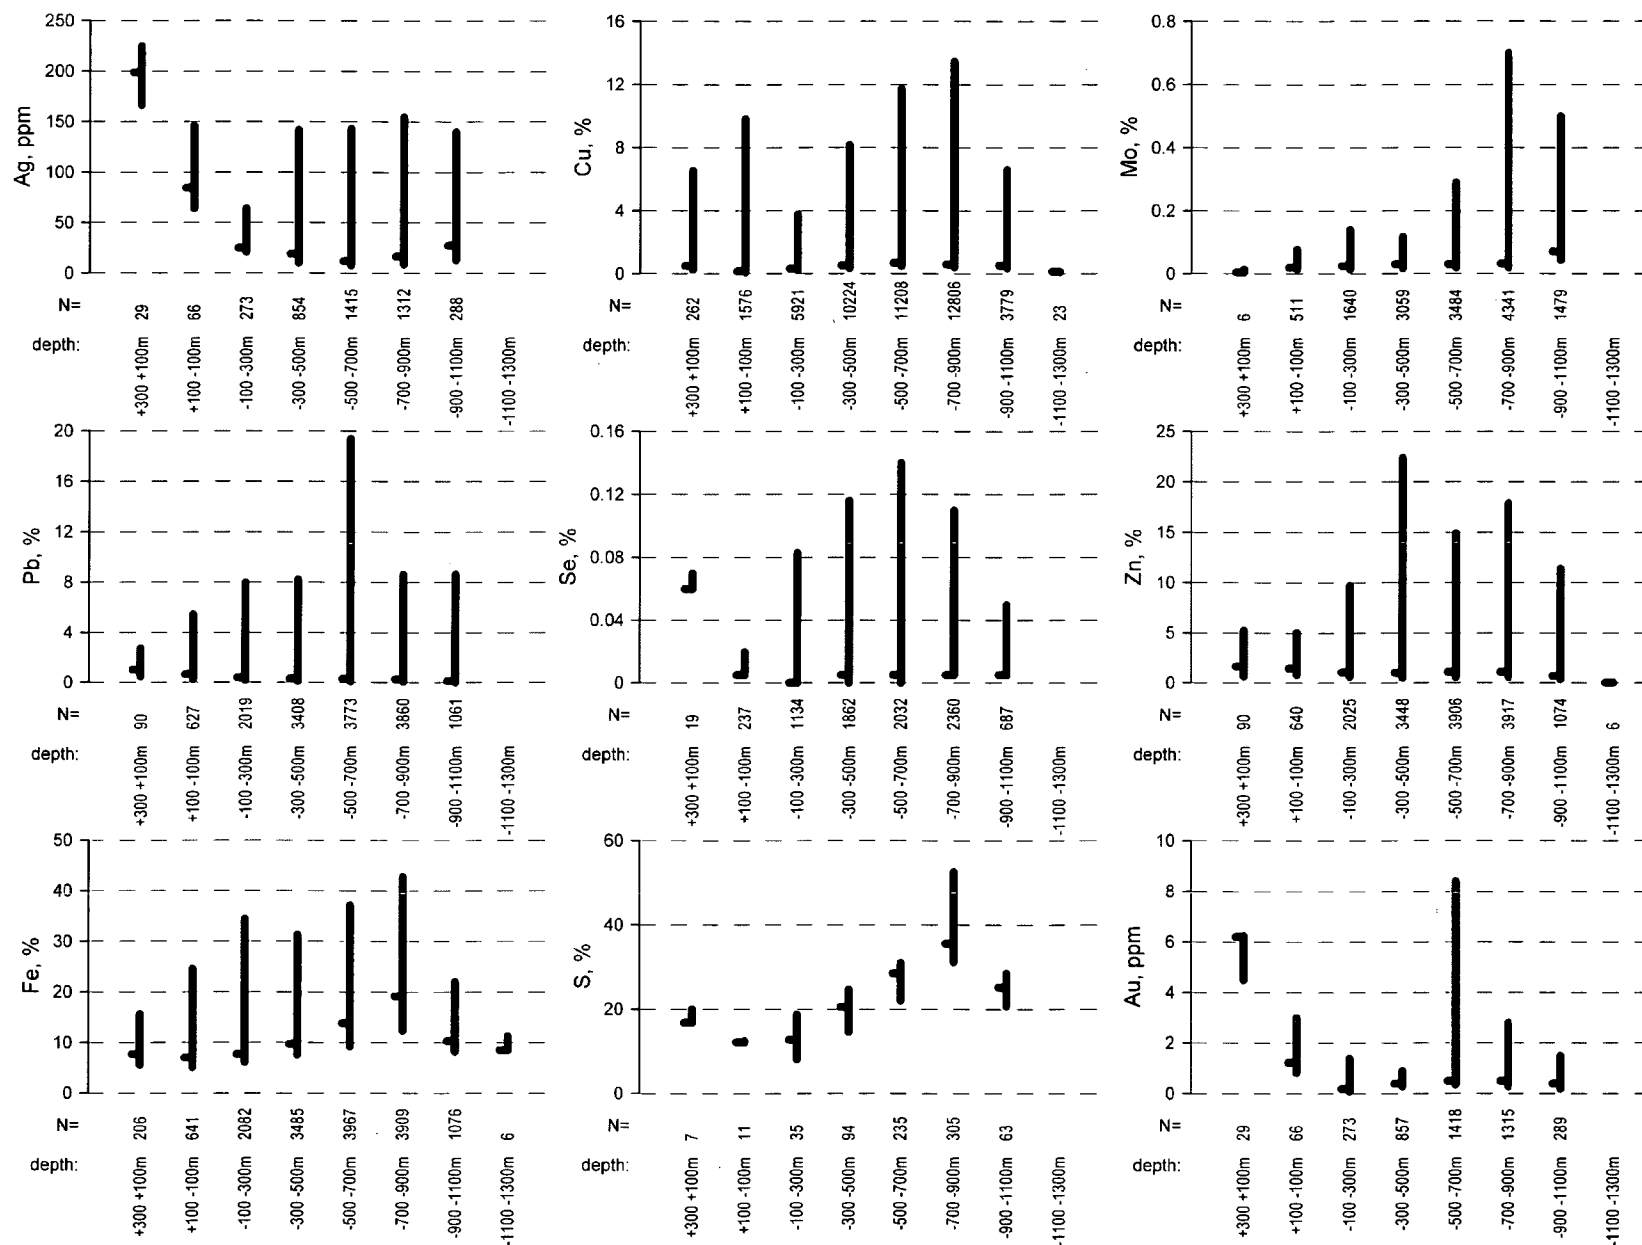 Ag, ppm
250
200
150
100
50
0
N= 29 66 273 854 1415 1312 288
depth: +300 +100m +100 -100m -100 -300m -300 -500m -500 -700m -700 -900m -900 -1100m -1100 -1300m
Cu, %
16
12
8
4
0
N= 262 1576 5921 10224 11208 12806 3779 23
depth: +300 +100m +100 -100m -100 -300m -300 -500m -500 -700m -700 -900m -900 -1100m -1100 -1300m
Mo, %
0.8
0.6
0.4
0.2
0
N= 6 511 1640 3059 3484 4341 1479
depth: +300 +100m +100 -100m -100 -300m -300 -500m -500 -700m -700 -900m -900 -1100m -1100 -1300m
Pb, %
20
16
12
8
4
0
N= 90 627 2019 3408 3773 3860 1061
depth: +300 +100m +100 -100m -100 -300m -300 -500m -500 -700m -700 -900m -900 -1100m -1100 -1300m
Se, %
0.16
0.12
0.08
0.04
0
N= 19 237 1134 1862 2032 2360 687
depth: +300 +100m +100 -100m -100 -300m -300 -500m -500 -700m -700 -900m -900 -1100m -1100 -1300m
Zn, %
25
20
15
10
5
0
N= 90 640 2025 3448 3906 3917 1074 6
depth: +300 +100m +100 -100m -100 -300m -300 -500m -500 -700m -700 -900m -900 -1100m -1100 -1300m
Fe, %
50
40
30
20
10
0
N= 206 641 2082 3485 3967 3909 1076 6
depth: +300 +100m +100 -100m -100 -300m -300 -500m -500 -700m -700 -900m -900 -1100m -1100 -1300m
S, %
60
40
20
0
N= 7 11 35 94 235 305 63
depth: +300 +100m +100 -100m -100 -300m -300 -500m -500 -700m -700 -900m -900 -1100m -1100 -1300m
Au, ppm
10
8
6
4
2
0
N= 29 66 273 857 1418 1315 289
depth: +300 +100m +100 -100m -100 -300m -300 -500m -500 -700m -700 -900m -900 -1100m -1100 -1300m